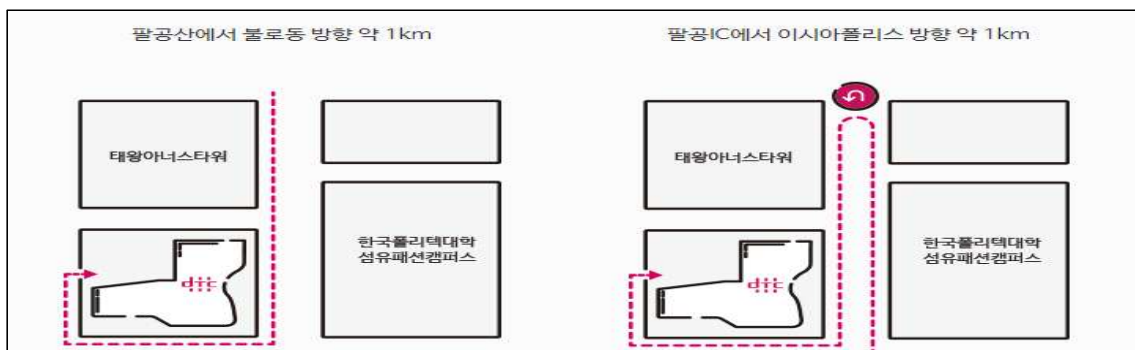 팔공산에서 불로동 방향 약 1km
태왕아너스타워
한국폴리텍대학
섬유패션캠퍼스
dtc
팔공IC에서 이시아폴리스 방향 약 1km
태왕아너스타워
한국폴리텍대학
섬유패션캠퍼스
dtc